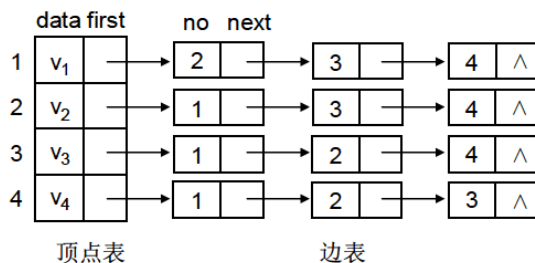 data first no next
1 v₁ 2 3 4 ∧
2 v₂ 1 3 4 ∧
3 v₃ 1 2 4 ∧
4 v₄ 1 2 3 ∧
顶点表 边表